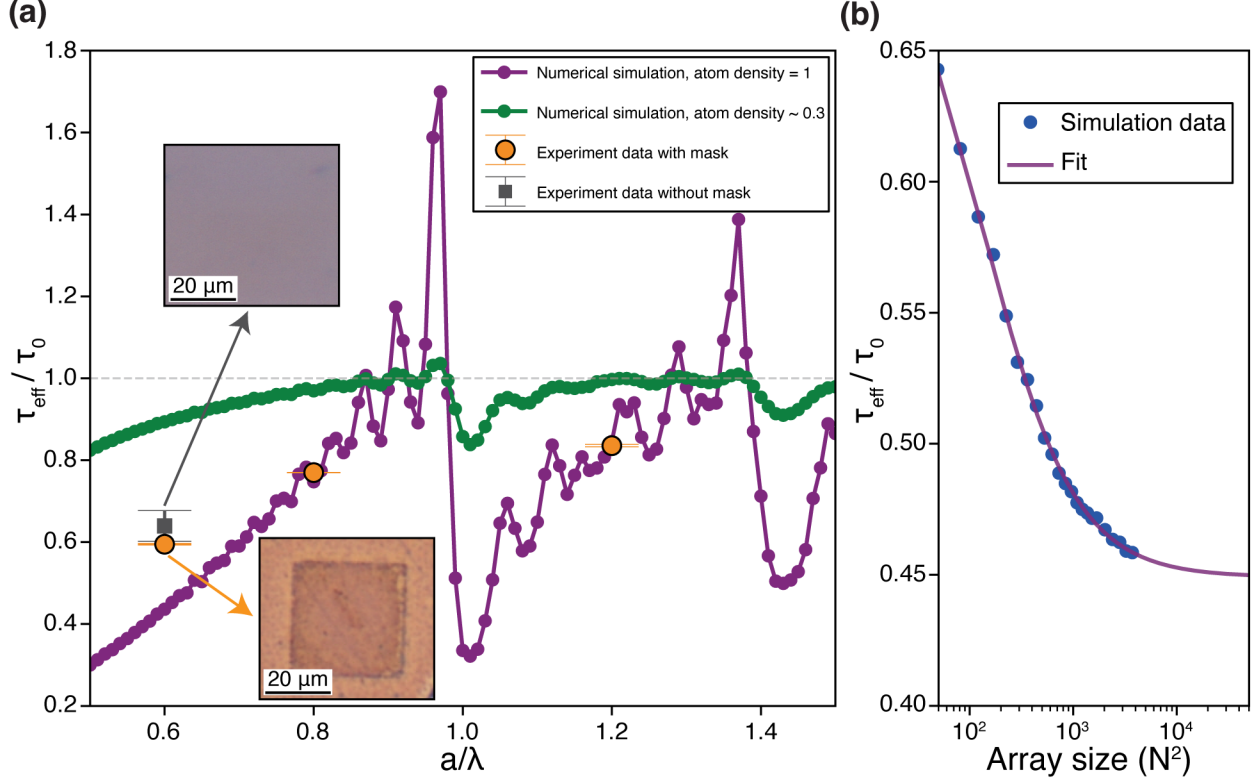 (a)
1.8
1.6
1.4
1.2
1.0
0.8
0.6
0.4
0.2
τeff / τ0
0.6
0.8
1.0
1.2
1.4
a/λ
Numerical simulation, atom density = 1
Numerical simulation, atom density ~ 0.3
Experiment data with mask
Experiment data without mask
20 μm
20 μm
(b)
0.65
0.60
0.55
0.50
0.45
0.40
τeff / τ0
Simulation data
Fit
10²
10³
10⁴
Array size (N²)